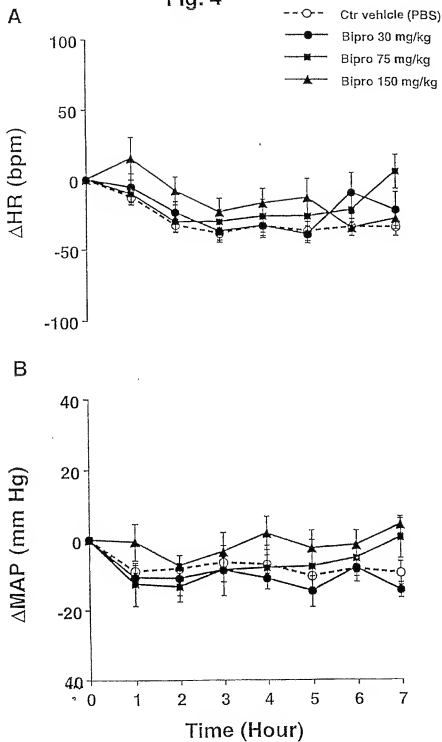 Fig. 4
A
Ctr vehicle (PBS)
Bipro 30 mg/kg
Bipro 75 mg/kg
Bipro 150 mg/kg
100
50
0
-50
-100
ΔHR (bpm)
B
40
20
0
-20
40
ΔMAP (mm Hg)
0 1 2 3 4 5 6 7
Time (Hour)